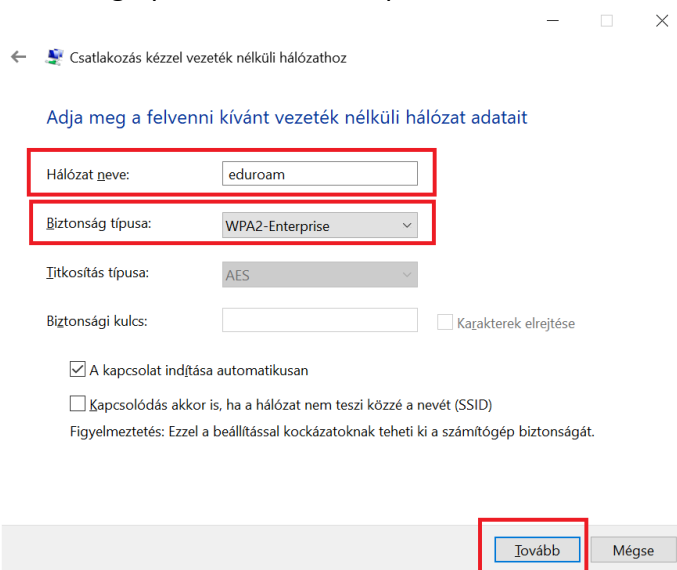 Csatlakozás kézzel vezeték nélküli hálózathoz
Adja meg a felvenni kívánt vezeték nélküli hálózat adatait
Hálózat neve: eduroam
Biztonság típusa: WPA2-Enterprise
Titkosítás típusa: AES
Biztonsági kulcs: Karakterek elrejtése
A kapcsolat indítása automatikusan
Kapcsolódás akkor is, ha a hálózat nem teszi közzé a nevét (SSID)
Figyelmeztetés: Ezzel a beállítással kockázatoknak teheti ki a számítógép biztonságát.
Tovább Mégse